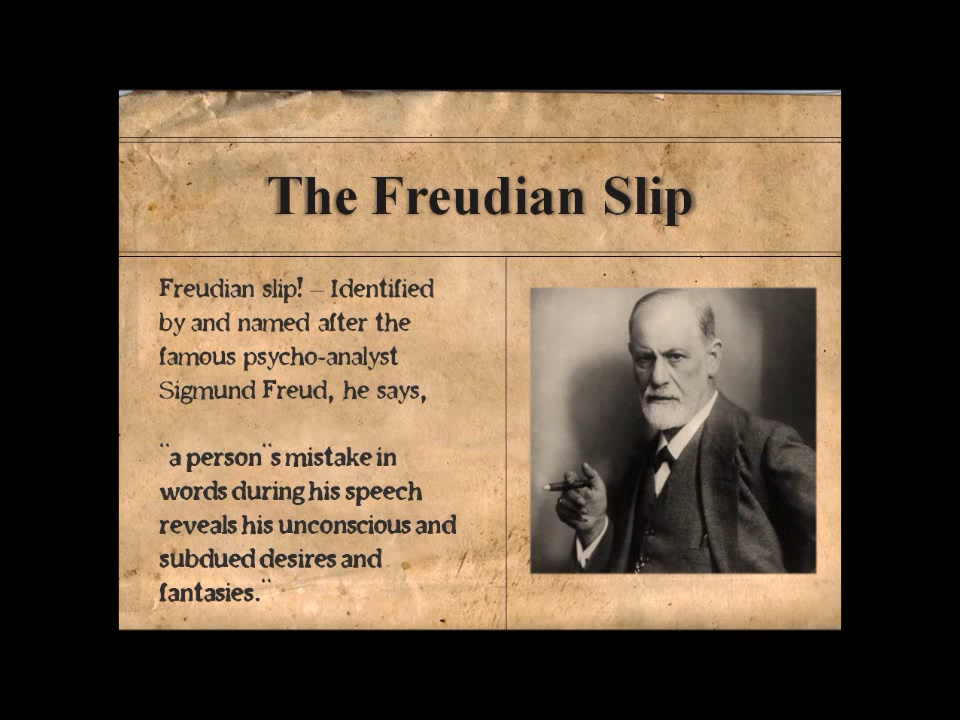 The Freudian Slip
Freudian slip! – Identified
by and named after the
famous psycho-analyst
Sigmund Freud, he says,
"a person"s mistake in
words during his speech
reveals his unconscious and
subdued desires and
fantasies."